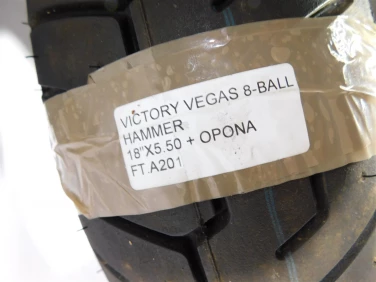 VICTORY VEGAS 8-BALL
HAMMER
18"X5.50 + OPONA
FT.A201